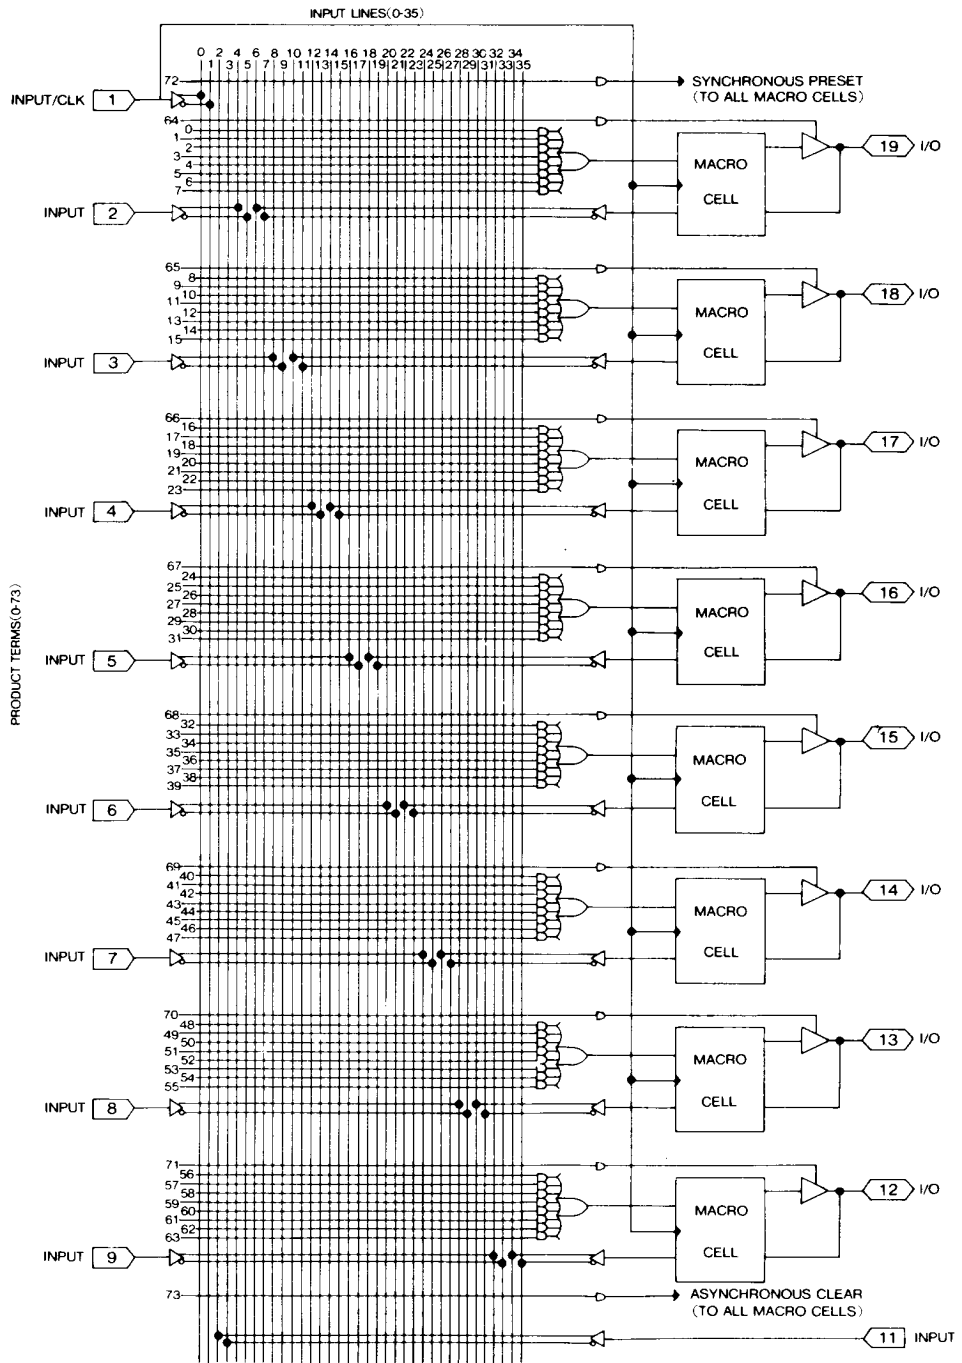 INPUT LINES(0-35)
0 2 4 6 8 10 12 14 16 18 20 22 24 26 28 30 32 34
1 3 5 7 9 11 13 15 17 19 21 23 25 27 29 31 33 35
72 SYNCHRONOUS PRESET
INPUT/CLK 1 (TO ALL MACRO CELLS)
64
0
1
2
3
4
5
6
7
MACRO
CELL
19 I/O
INPUT 2
65
8
9
10
11
12
13
14
15
MACRO
CELL
18 I/O
INPUT 3
66
16
17
18
19
20
21
22
23
MACRO
CELL
17 I/O
INPUT 4
PRODUCT TERMS(0-73)
67
24
25
26
27
28
29
30
31
MACRO
CELL
16 I/O
INPUT 5
68
32
33
34
35
36
37
38
39
MACRO
CELL
15 I/O
INPUT 6
69
40
41
42
43
44
45
46
47
MACRO
CELL
14 I/O
INPUT 7
70
48
49
50
51
52
53
54
55
MACRO
CELL
13 I/O
INPUT 8
71
56
57
58
59
60
61
62
63
MACRO
CELL
12 I/O
INPUT 9
73 ASYNCHRONOUS CLEAR
(TO ALL MACRO CELLS)
11 INPUT